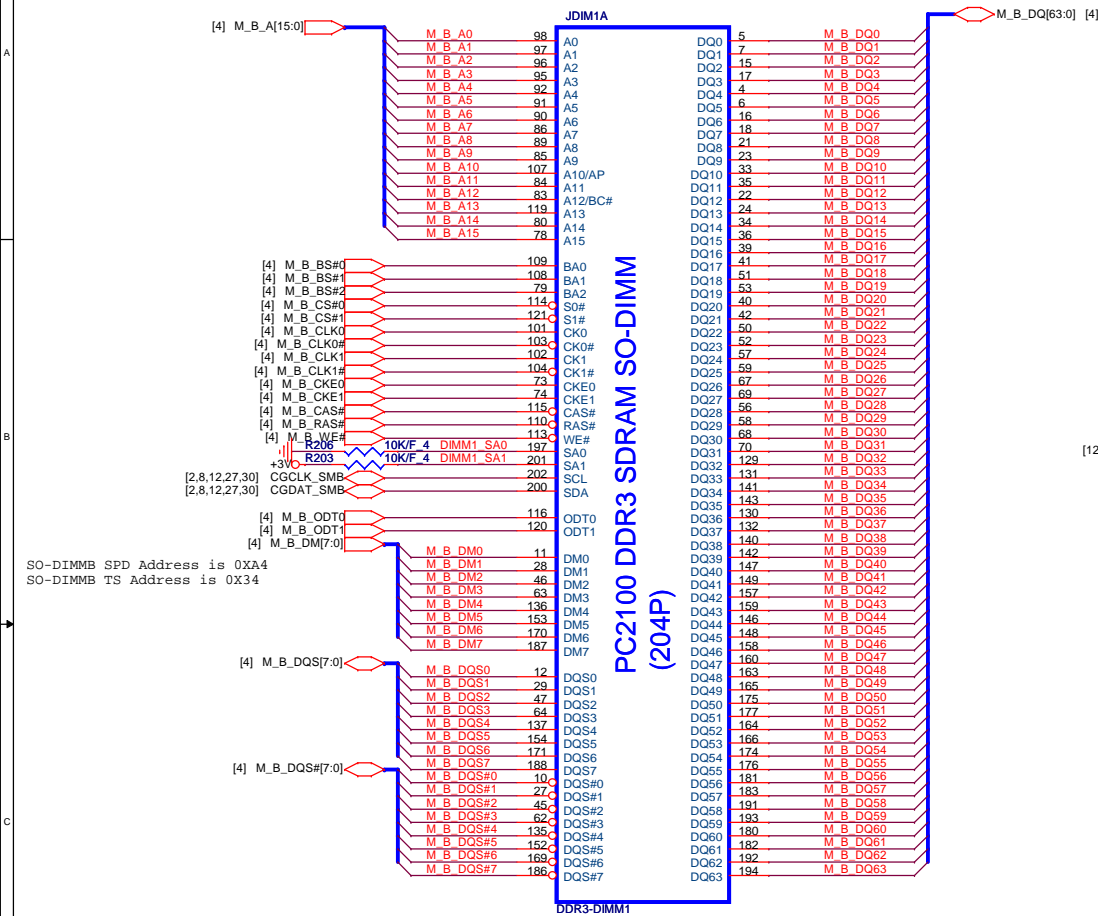 JDIM1A
[4] M_B_A[15:0]
M_B_DQ[63:0] [4]
A
M_B_A0 98 A0 DQ0 5 M_B_DQ0
M_B_A1 97 A1 DQ1 7 M_B_DQ1
M_B_A2 96 A2 DQ2 15 M_B_DQ2
M_B_A3 95 A3 DQ3 17 M_B_DQ3
M_B_A4 92 A4 DQ4 4 M_B_DQ4
M_B_A5 91 A5 DQ5 6 M_B_DQ5
M_B_A6 90 A6 DQ6 16 M_B_DQ6
M_B_A7 86 A7 DQ7 18 M_B_DQ7
M_B_A8 89 A8 DQ8 21 M_B_DQ8
M_B_A9 85 A9 DQ9 23 M_B_DQ9
M_B_A10 107 A10/AP DQ10 33 M_B_DQ10
M_B_A11 84 A11 DQ11 35 M_B_DQ11
M_B_A12 83 A12/BC# DQ12 22 M_B_DQ12
M_B_A13 119 A13 DQ13 24 M_B_DQ13
M_B_A14 80 A14 DQ14 34 M_B_DQ14
M_B_A15 78 A15 DQ15 36 M_B_DQ15
DQ16 39 M_B_DQ16
[4] M_B_BS#0 109 BA0 DQ17 41 M_B_DQ17
[4] M_B_BS#1 108 BA1 DQ18 51 M_B_DQ18
[4] M_B_BS#2 79 BA2 DQ19 53 M_B_DQ19
[4] M_B_CS#0 114 S0# DQ20 40 M_B_DQ20
[4] M_B_CS#1 121 S1# DQ21 42 M_B_DQ21
[4] M_B_CLK0 101 CK0 DQ22 50 M_B_DQ22
[4] M_B_CLK0# 103 CK0# DQ23 52 M_B_DQ23
[4] M_B_CLK1 102 CK1 DQ24 57 M_B_DQ24
[4] M_B_CLK1# 104 CK1# DQ25 59 M_B_DQ25
[4] M_B_CKE0 73 CKE0 DQ26 67 M_B_DQ26
[4] M_B_CKE1 74 CKE1 DQ27 69 M_B_DQ27
[4] M_B_CAS# 115 CAS# DQ28 56 M_B_DQ28
[4] M_B_RAS# 110 RAS# DQ29 58 M_B_DQ29
B
[4] M_B_WE# 113 WE# DQ30 68 M_B_DQ30
R206 10K/F_4 DIMM1_SA0 197 SA0 DQ31 70 M_B_DQ31
[12
+3V R203 10K/F_4 DIMM1_SA1 201 SA1 DQ32 129 M_B_DQ32
[2,8,12,27,30] CGCLK_SMB 202 SCL DQ33 131 M_B_DQ33
[2,8,12,27,30] CGDAT_SMB 200 SDA DQ34 141 M_B_DQ34
DQ35 143 M_B_DQ35
[4] M_B_ODT0 116 ODT0 DQ36 130 M_B_DQ36
[4] M_B_ODT1 120 ODT1 DQ37 132 M_B_DQ37
[4] M_B_DM[7:0] DQ38 140 M_B_DQ38
M_B_DM0 11 DM0 DQ39 142 M_B_DQ39
M_B_DM1 28 DM1 DQ40 147 M_B_DQ40
M_B_DM2 46 DM2 DQ41 149 M_B_DQ41
M_B_DM3 63 DM3 DQ42 157 M_B_DQ42
M_B_DM4 136 DM4 DQ43 159 M_B_DQ43
M_B_DM5 153 DM5 DQ44 146 M_B_DQ44
M_B_DM6 170 DM6 DQ45 148 M_B_DQ45
M_B_DM7 187 DM7 DQ46 158 M_B_DQ46
SO-DIMMB SPD Address is 0XA4
SO-DIMMB TS Address is 0X34
PC2100 DDR3 SDRAM SO-DIMM
(204P)
[4] M_B_DQS[7:0] DQ47 160 M_B_DQ47
M_B_DQS0 12 DQS0 DQ48 163 M_B_DQ48
M_B_DQS1 29 DQS1 DQ49 165 M_B_DQ49
M_B_DQS2 47 DQS2 DQ50 175 M_B_DQ50
M_B_DQS3 64 DQS3 DQ51 177 M_B_DQ51
M_B_DQS4 137 DQS4 DQ52 164 M_B_DQ52
M_B_DQS5 154 DQS5 DQ53 166 M_B_DQ53
M_B_DQS6 171 DQS6 DQ54 174 M_B_DQ54
M_B_DQS7 188 DQS7 DQ55 176 M_B_DQ55
[4] M_B_DQS#[7:0]
M_B_DQS#0 10 DQS#0 DQ56 181 M_B_DQ56
M_B_DQS#1 27 DQS#1 DQ57 183 M_B_DQ57
M_B_DQS#2 45 DQS#2 DQ58 191 M_B_DQ58
C
M_B_DQS#3 62 DQS#3 DQ59 193 M_B_DQ59
M_B_DQS#4 135 DQS#4 DQ60 180 M_B_DQ60
M_B_DQS#5 152 DQS#5 DQ61 182 M_B_DQ61
M_B_DQS#6 169 DQS#6 DQ62 192 M_B_DQ62
M_B_DQS#7 186 DQS#7 DQ63 194 M_B_DQ63
DDR3-DIMM1